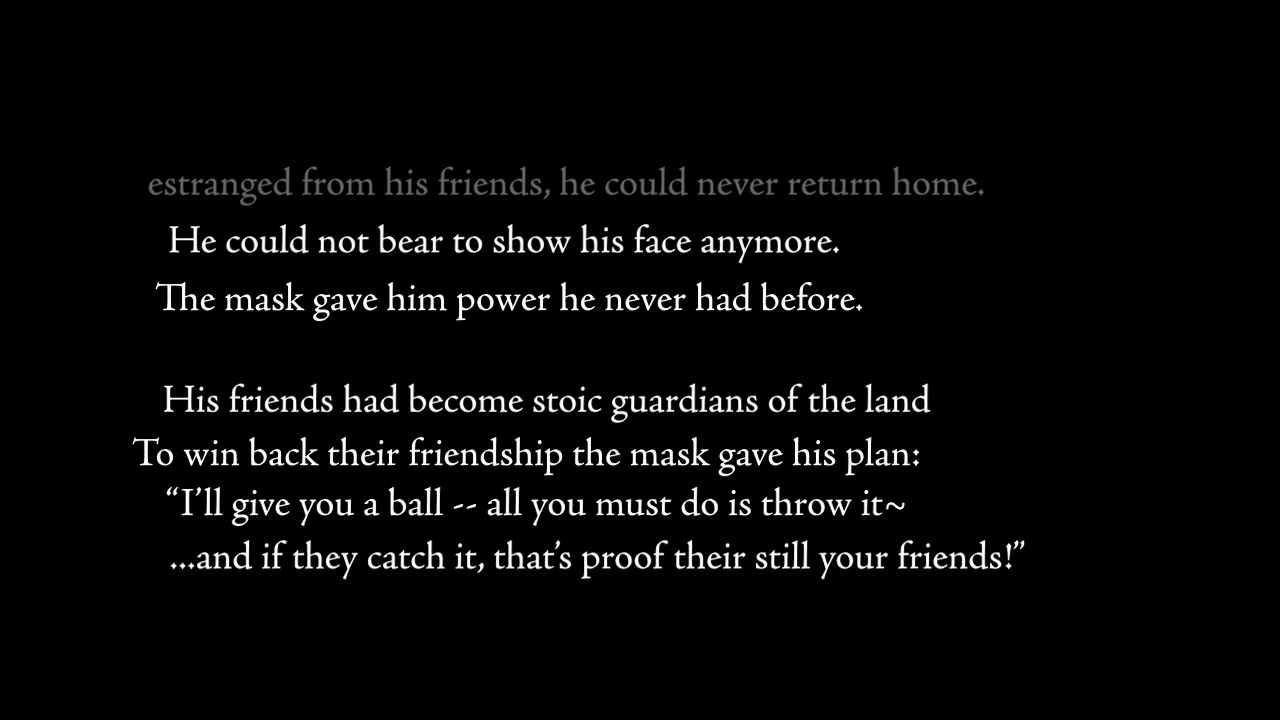 estranged from his friends, he could never return home.
He could not bear to show his face anymore.
The mask gave him power he never had before.
His friends had become stoic guardians of the land
To win back their friendship the mask gave his plan:
“I’ll give you a ball -- all you must do is throw it~
...and if they catch it, that’s proof their still your friends!”